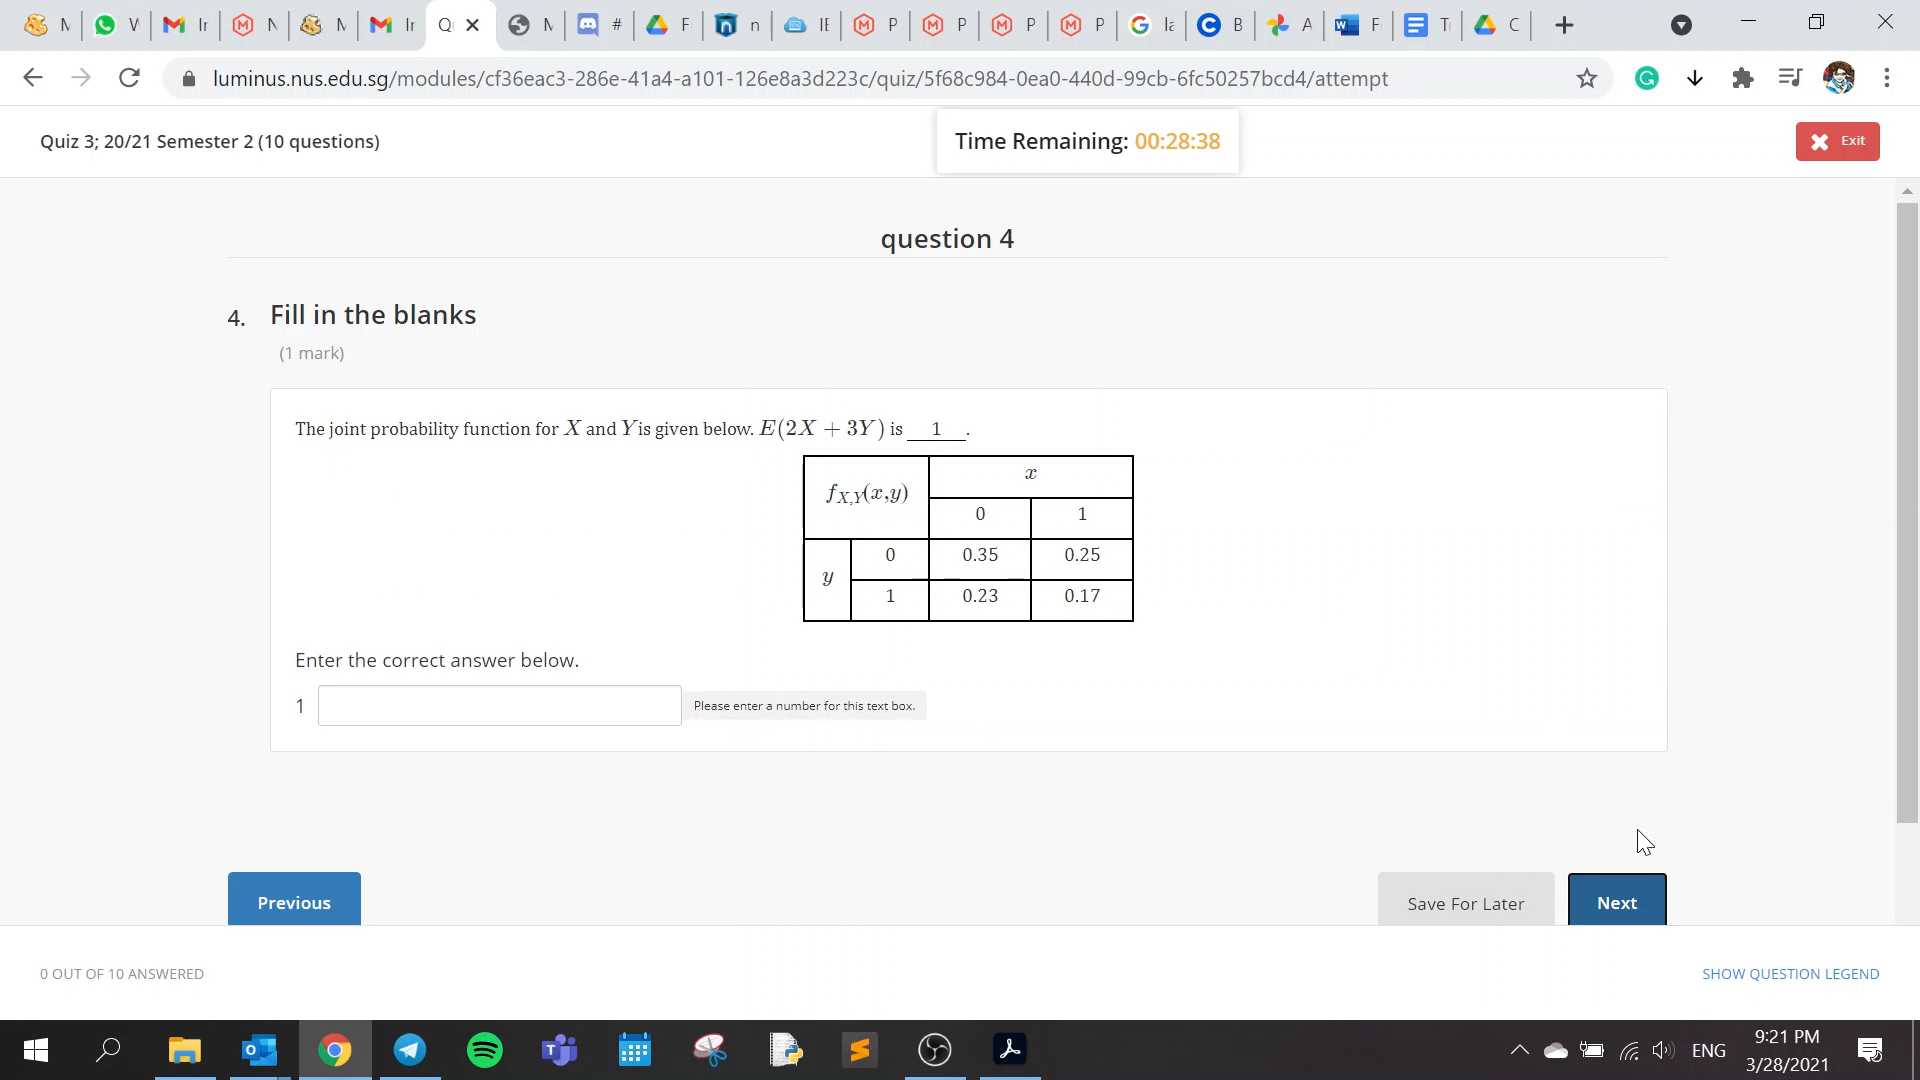 M
V
Ir
N
M
Ir
Q
N
#
F
n
IE
P
P
P
P
la
B
A
F
T
C
luminus.nus.edu.sg/modules/cf36eac3-286e-41a4-a101-126e8a3d223c/quiz/5f68c984-0ea0-440d-99cb-6fc50257bcd4/attempt
Quiz 3; 20/21 Semester 2 (10 questions)
Time Remaining: 00:28:38
Exit
question 4
4. Fill in the blanks
(1 mark)
The joint probability function for X and Y is given below. E(2X + 3Y) is 1.
f_{X,Y}(x,y) x
0 1
y 0 0.35 0.25
1 0.23 0.17
Enter the correct answer below.
1 Please enter a number for this text box.
Previous
Save For Later
Next
0 OUT OF 10 ANSWERED
SHOW QUESTION LEGEND
ENG
9:21 PM
3/28/2021